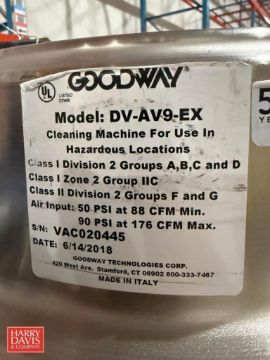 GOODWAY
UL
LISTED
Model: DV-AV9-EX
Cleaning Machine For Use In
Hazardous Locations
Class I Division 2 Groups A,B,C and D
Class I Zone 2 Group IIC
Class II Division 2 Groups F and G
Air Input: 50 PSI at 88 CFM Min.
90 PSI at 176 CFM Max.
S/N: VAC020445
DATE: 6/14/2018
GOODWAY TECHNOLOGIES CORP.
420 West Ave. Stamford, CT 06902 800-333-7467
MADE IN ITALY
5
HARRY
DAVIS
& COMPANY